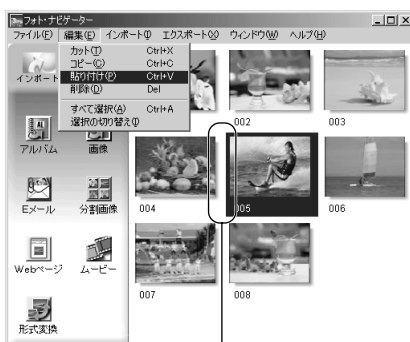 フォト・ナビゲーター
ファイル(F) 編集(E) インポート(I) エクスポート(X) ウィンドウ(W) ヘルプ(H)
カット(T) Ctrl+X
コピー(C) Ctrl+C
貼り付け(P) Ctrl+V
削除(D) Del
すべて選択(A) Ctrl+A
選択の切り替え(I)
インポート
アルバム 画像
Eメール 分割画像
Webページ ムービー
形式変換
002 003
004 005 006
007 008